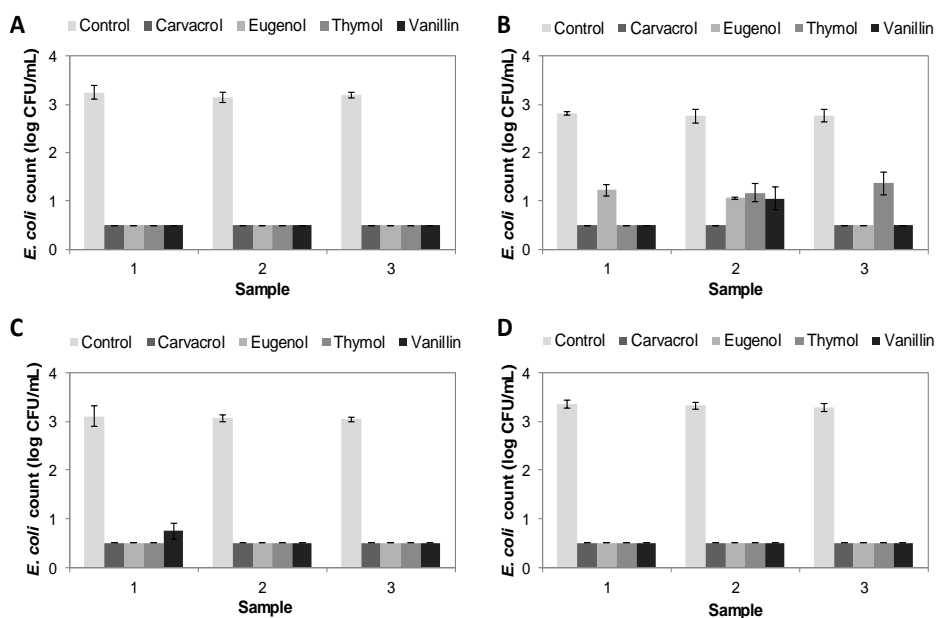 A
Control Carvacrol Eugenol Thymol Vanillin
E. coli count (log CFU/mL)
4
3
2
1
0
1 2 3
Sample
B
Control Carvacrol Eugenol Thymol Vanillin
E. coli count (log CFU/mL)
4
3
2
1
0
1 2 3
Sample
C
Control Carvacrol Eugenol Thymol Vanillin
E. coli count (log CFU/mL)
4
3
2
1
0
1 2 3
Sample
D
Control Carvacrol Eugenol Thymol Vanillin
E. coli count (log CFU/mL)
4
3
2
1
0
1 2 3
Sample